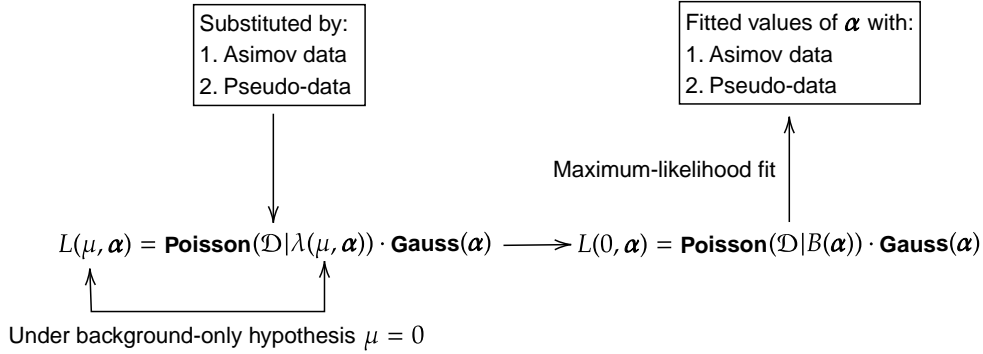 Substituted by:
1. Asimov data
2. Pseudo-data
Fitted values of 𝜶 with:
1. Asimov data
2. Pseudo-data
Maximum-likelihood fit
L(μ, 𝜶) = Poisson(𝒟|λ(μ, 𝜶)) · Gauss(𝜶)
L(0, 𝜶) = Poisson(𝒟|B(𝜶)) · Gauss(𝜶)
Under background-only hypothesis μ = 0